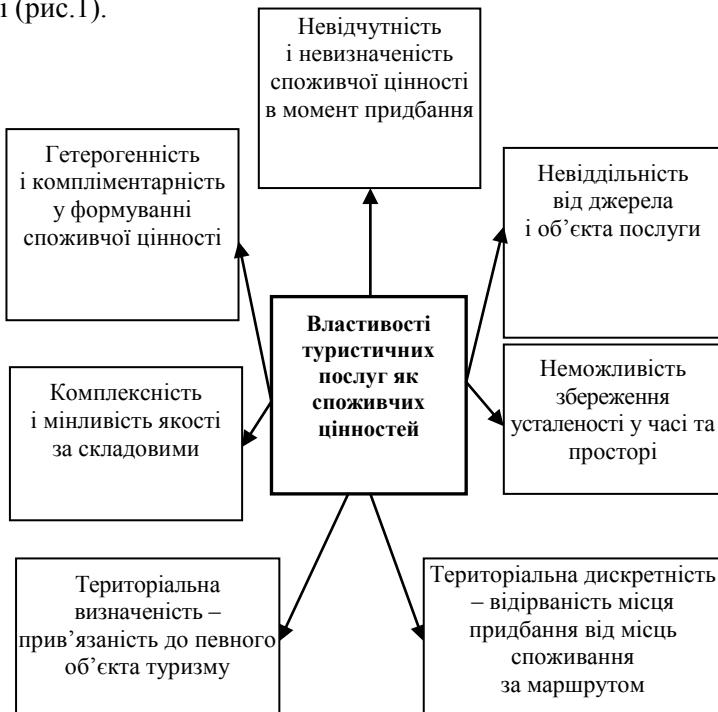 і (рис.1).
Невідчутність
і невизначеність
споживчої цінності
в момент придбання
Гетерогенність
і компліментарність
у формуванні
споживчої цінності
Невіддільність
від джерела
і об’єкта послуги
Властивості
туристичних
послуг як
споживчих
цінностей
Комплексність
і мінливість якості
за складовими
Неможливість
збереження
усталеності у часі та
просторі
Територіальна
визначеність –
прив’язаність до певного
об’єкта туризму
Територіальна дискретність
– відірваність місця
придбання від місць
споживання
за маршрутом